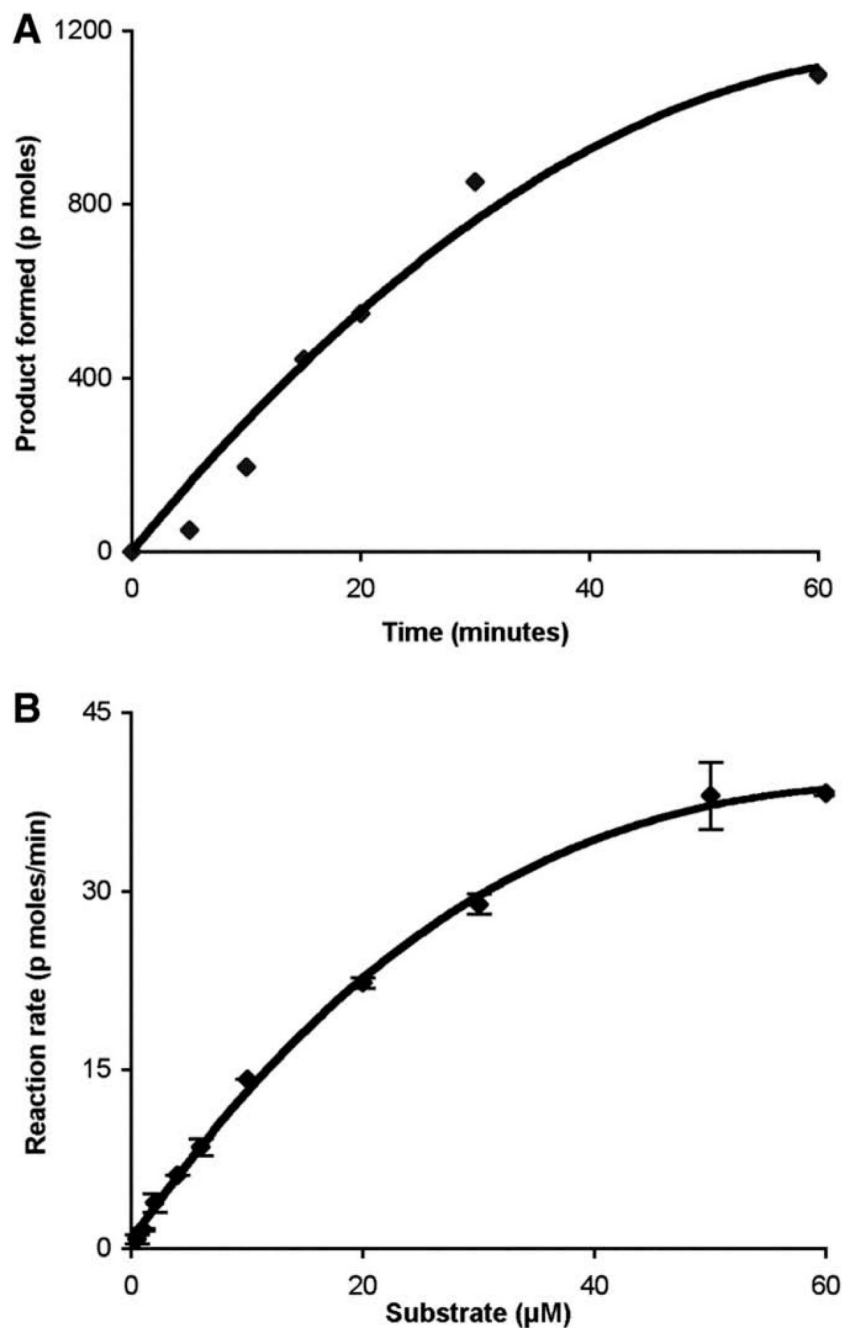 A
1200
800
400
0
Product formed (p moles)
0 20 40 60
Time (minutes)
B
45
30
15
0
Reaction rate (p moles/min)
0 20 40 60
Substrate (µM)